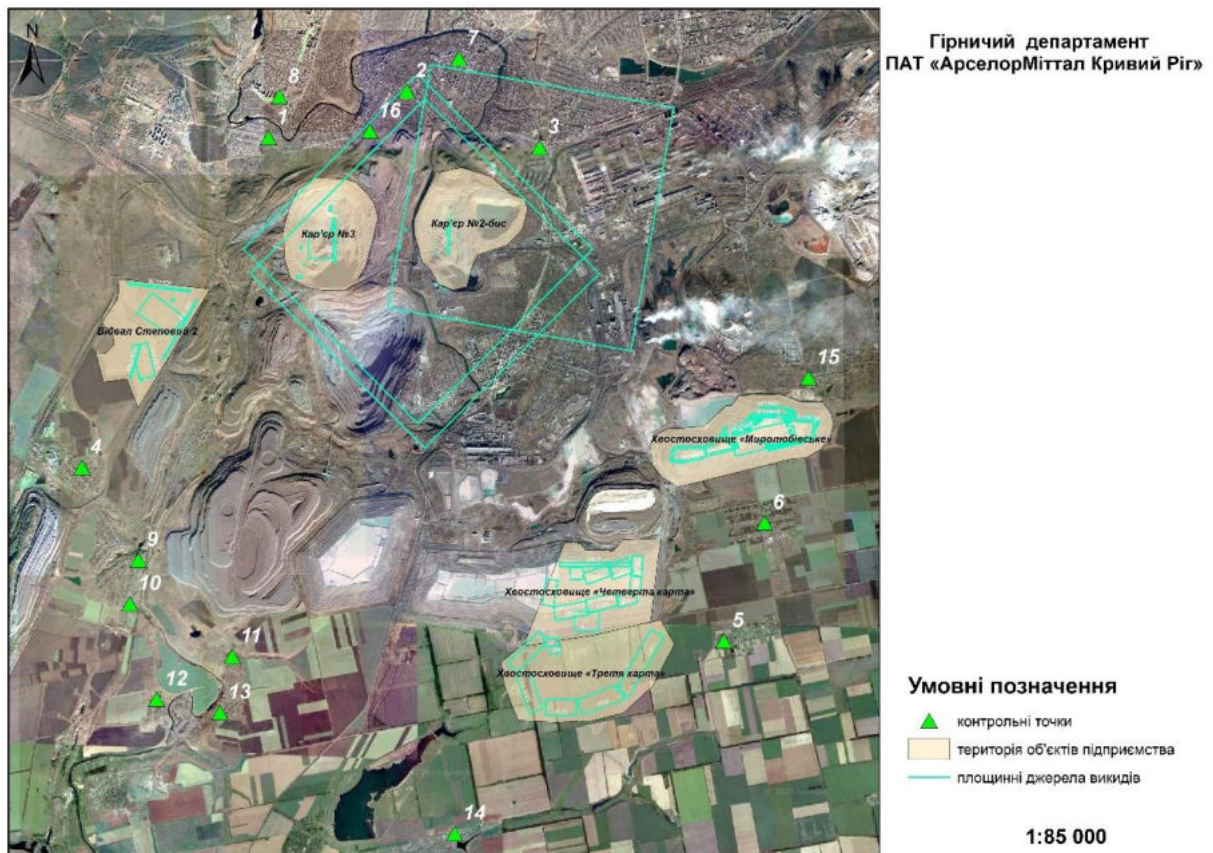 Гірничий департамент
ПАТ «АрселорМіттал Кривий Ріг»
N
7
8
2
1
16
3
Кар'єр №3
Кар'єр №2-біс
Відвал Степовий 2
15
Хвостосховище «Миролюбівське»
4
6
9
10
Хвостосховище «Четверта карта»
5
11
Хвостосховище «Третя карта»
12
13
14
Умовні позначення
контрольні точки
територія об'єктів підприємства
площинні джерела викидів
1:85 000